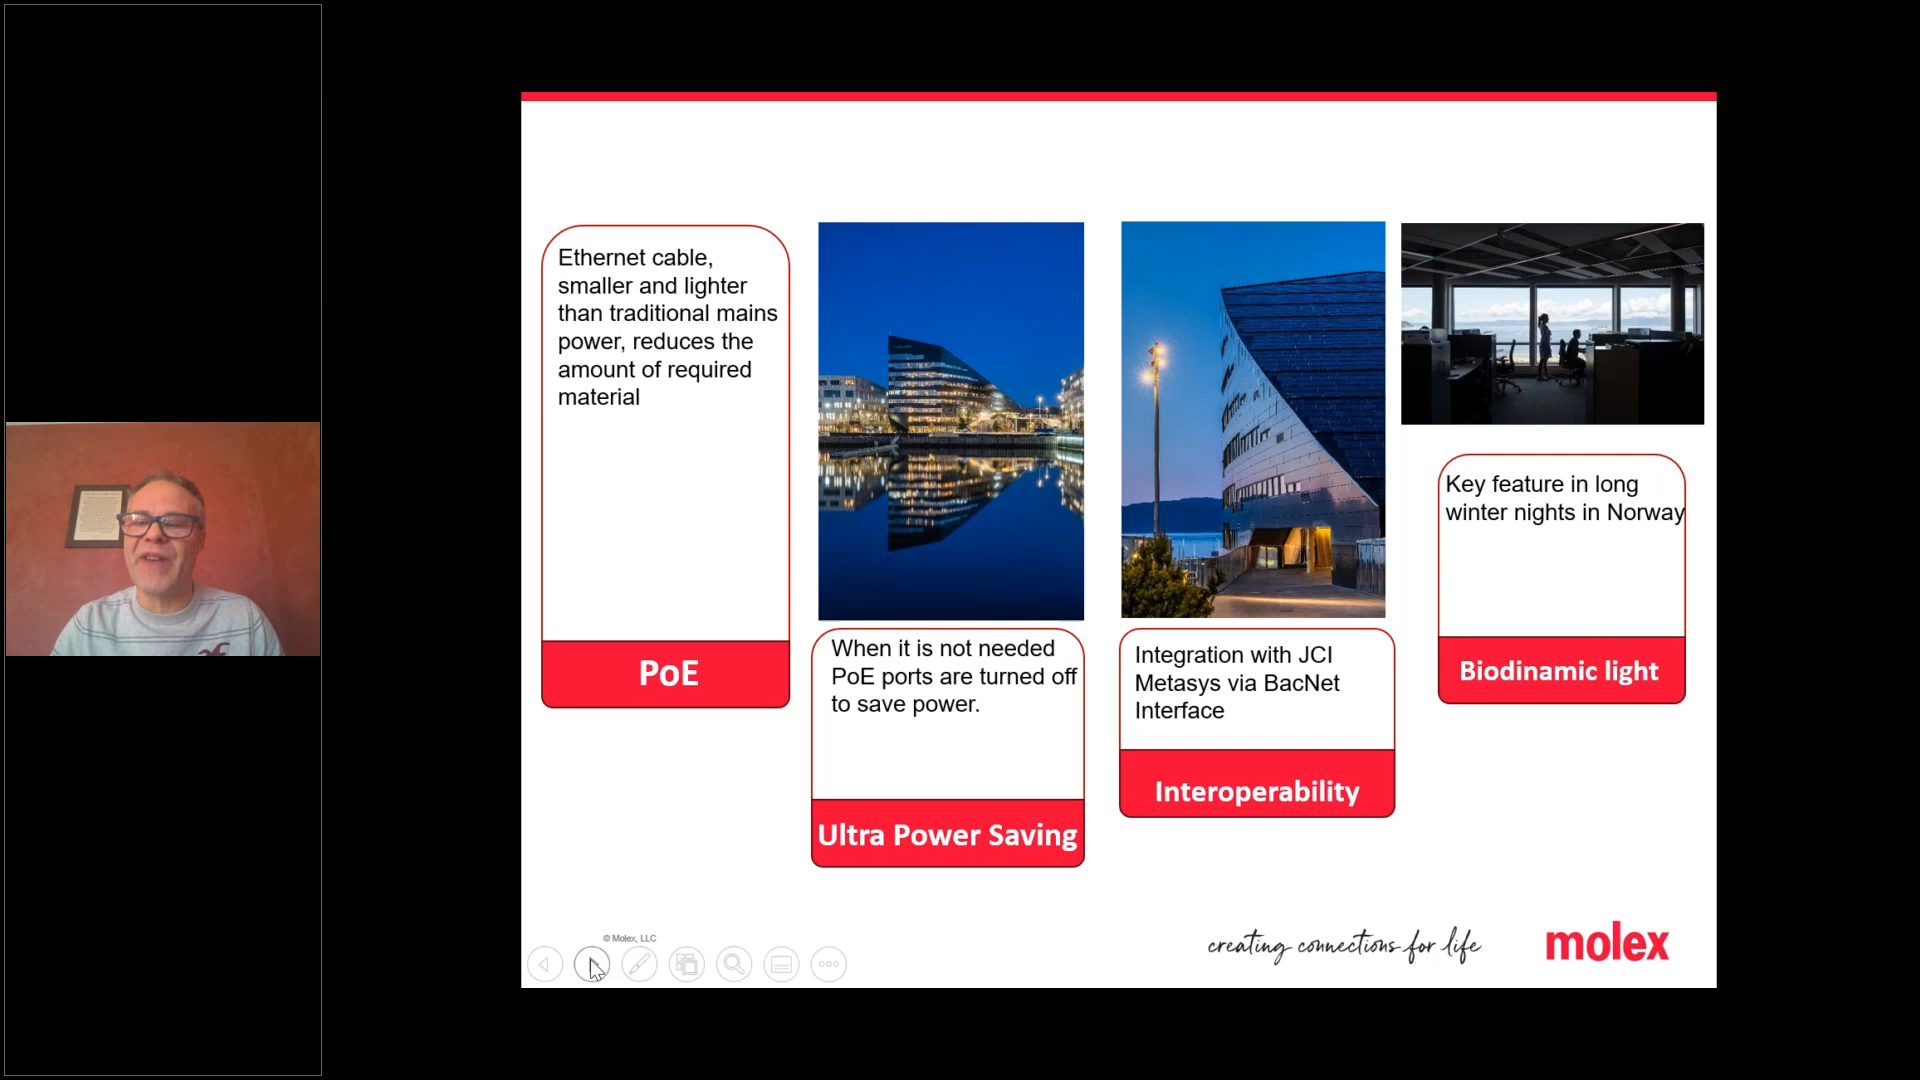 Ethernet cable,
smaller and lighter
than traditional mains
power, reduces the
amount of required
material
PoE
When it is not needed
PoE ports are turned off
to save power.
Ultra Power Saving
Integration with JCI
Metasys via BacNet
Interface
Interoperability
Key feature in long
winter nights in Norway
Biodinamic light
© Molex, LLC
creating connections for life
molex